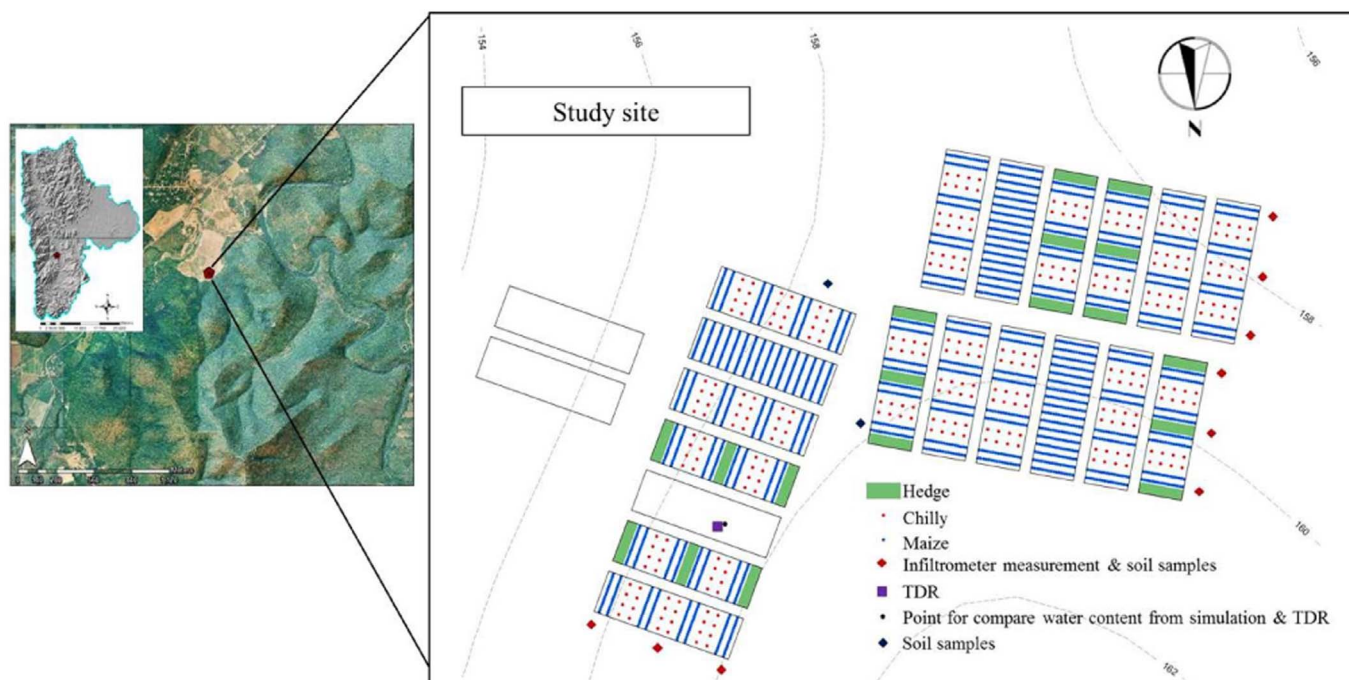 154
156
158
156
N
Study site
158
160
162
Hedge
Chilly
Maize
Infiltrometer measurement & soil samples
TDR
Point for compare water content from simulation & TDR
Soil samples